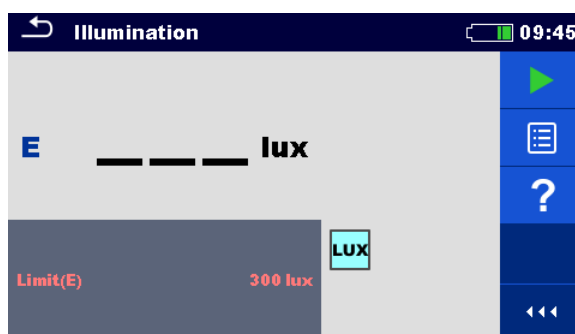 Illumination 09:45
E _ _ _ lux
?
LUX
Limit(E) 300 lux